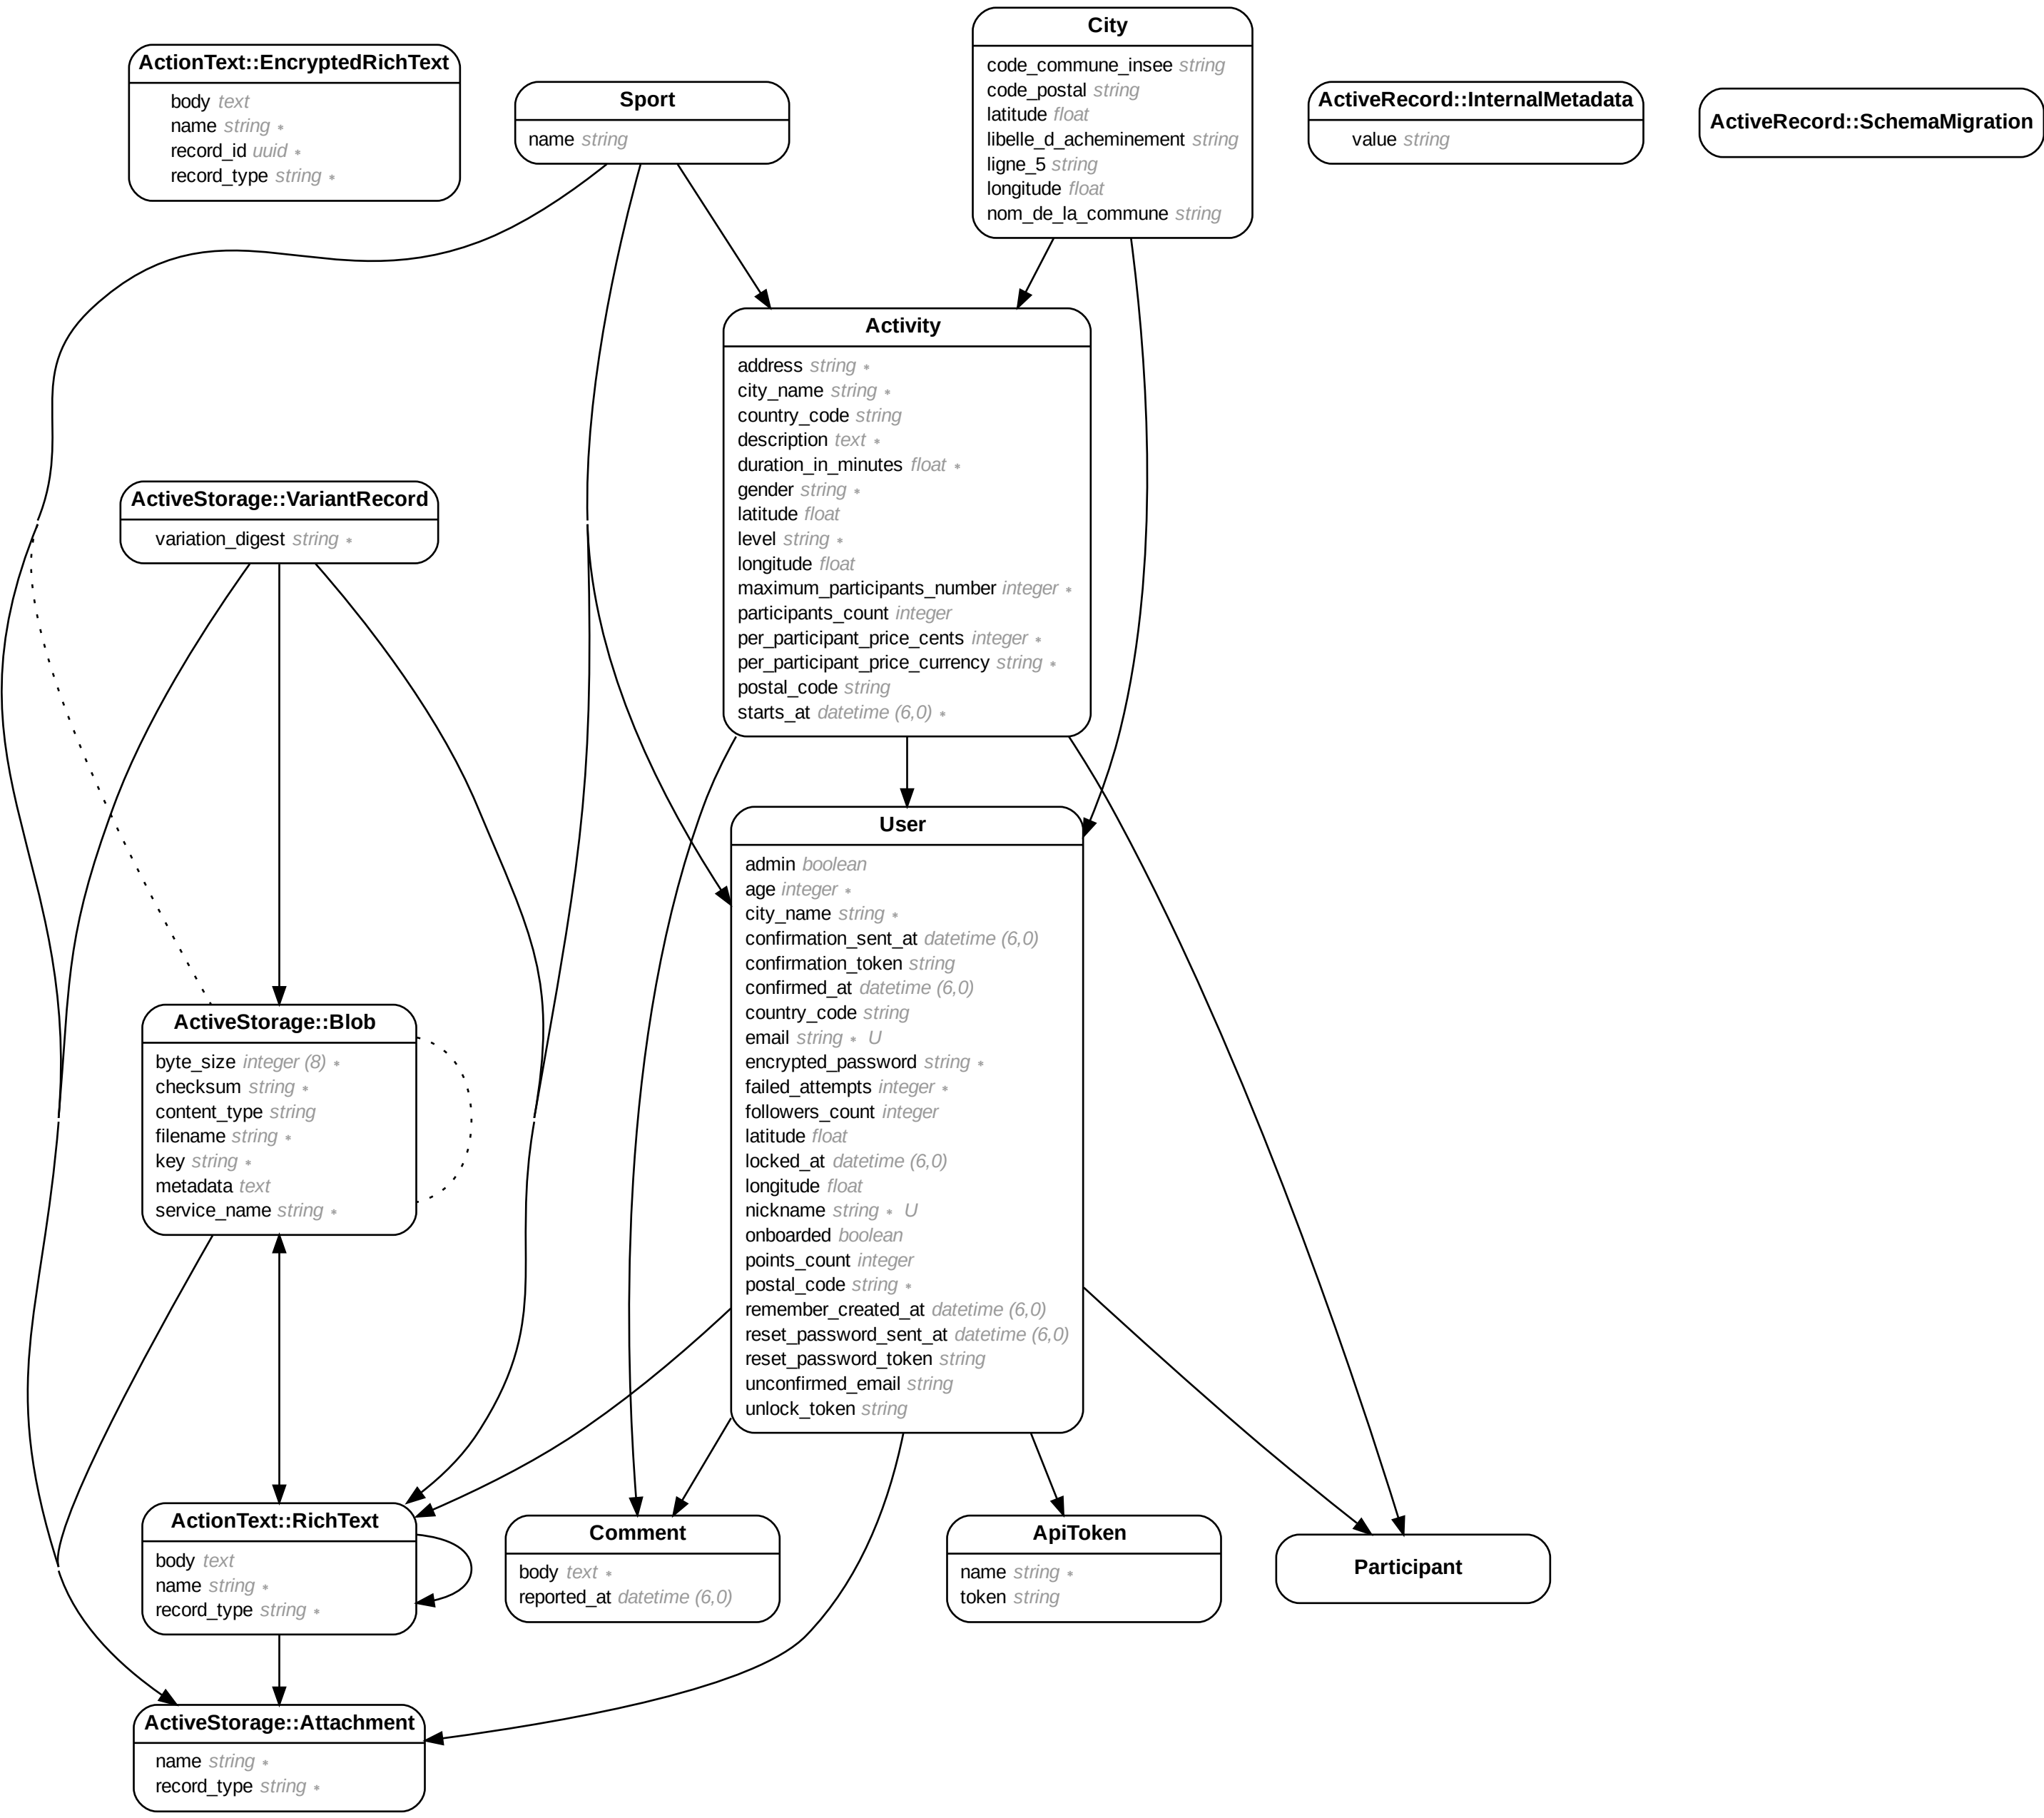 City
code_commune_insee string
code_postal string
latitude float
libelle_d_acheminement string
ligne_5 string
longitude float
nom_de_la_commune string
ActionText::EncryptedRichText
body text
name string *
record_id uuid *
record_type string *
Sport
name string
ActiveRecord::InternalMetadata
value string
ActiveRecord::SchemaMigration
Activity
address string *
city_name string *
country_code string
description text *
duration_in_minutes float *
gender string *
latitude float
level string *
longitude float
maximum_participants_number integer *
participants_count integer
per_participant_price_cents integer *
per_participant_price_currency string *
postal_code string
starts_at datetime (6,0) *
ActiveStorage::VariantRecord
variation_digest string *
User
admin boolean
age integer *
city_name string *
confirmation_sent_at datetime (6,0)
confirmation_token string
confirmed_at datetime (6,0)
country_code string
email string * U
encrypted_password string *
failed_attempts integer *
followers_count integer
latitude float
locked_at datetime (6,0)
longitude float
nickname string * U
onboarded boolean
points_count integer
postal_code string *
remember_created_at datetime (6,0)
reset_password_sent_at datetime (6,0)
reset_password_token string
unconfirmed_email string
unlock_token string
ActiveStorage::Blob
byte_size integer (8) *
checksum string *
content_type string
filename string *
key string *
metadata text
service_name string *
ActionText::RichText
body text
name string *
record_type string *
Comment
body text *
reported_at datetime (6,0)
ApiToken
name string *
token string
Participant
ActiveStorage::Attachment
name string *
record_type string *